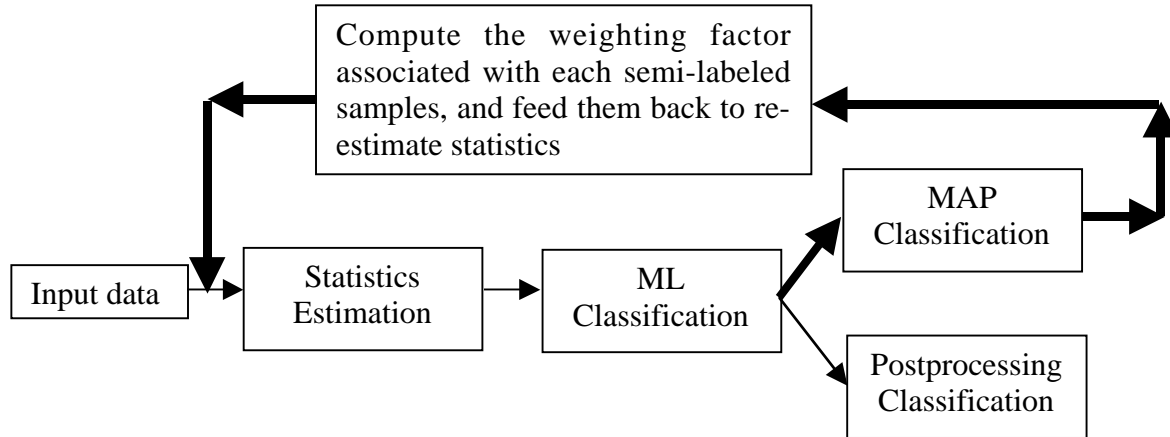 Compute the weighting factor
associated with each semi-labeled
samples, and feed them back to re-
estimate statistics
MAP
Classification
Input data
Statistics
Estimation
ML
Classification
Postprocessing
Classification